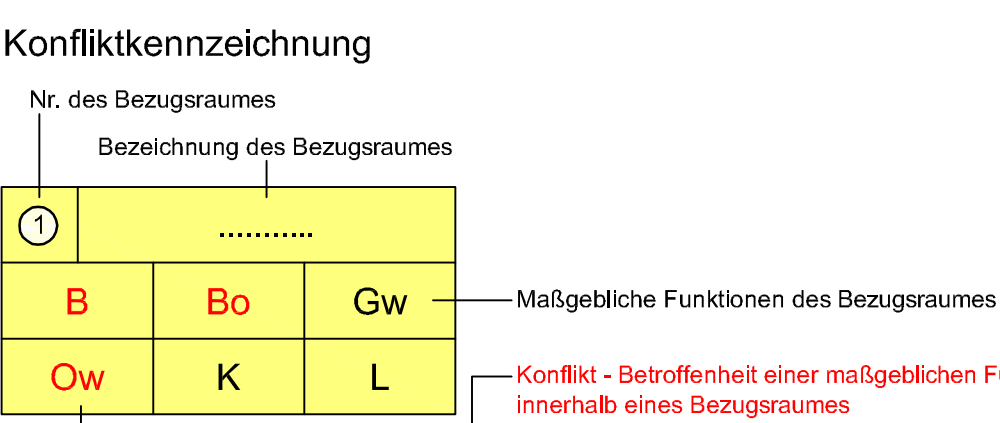 Konfliktkennzeichnung
Nr. des Bezugsraumes
Bezeichnung des Bezugsraumes
1 ...........
B Bo Gw
Maßgebliche Funktionen des Bezugsraumes
Ow K L
Konflikt - Betroffenheit einer maßgeblichen
innerhalb eines Bezugsraumes